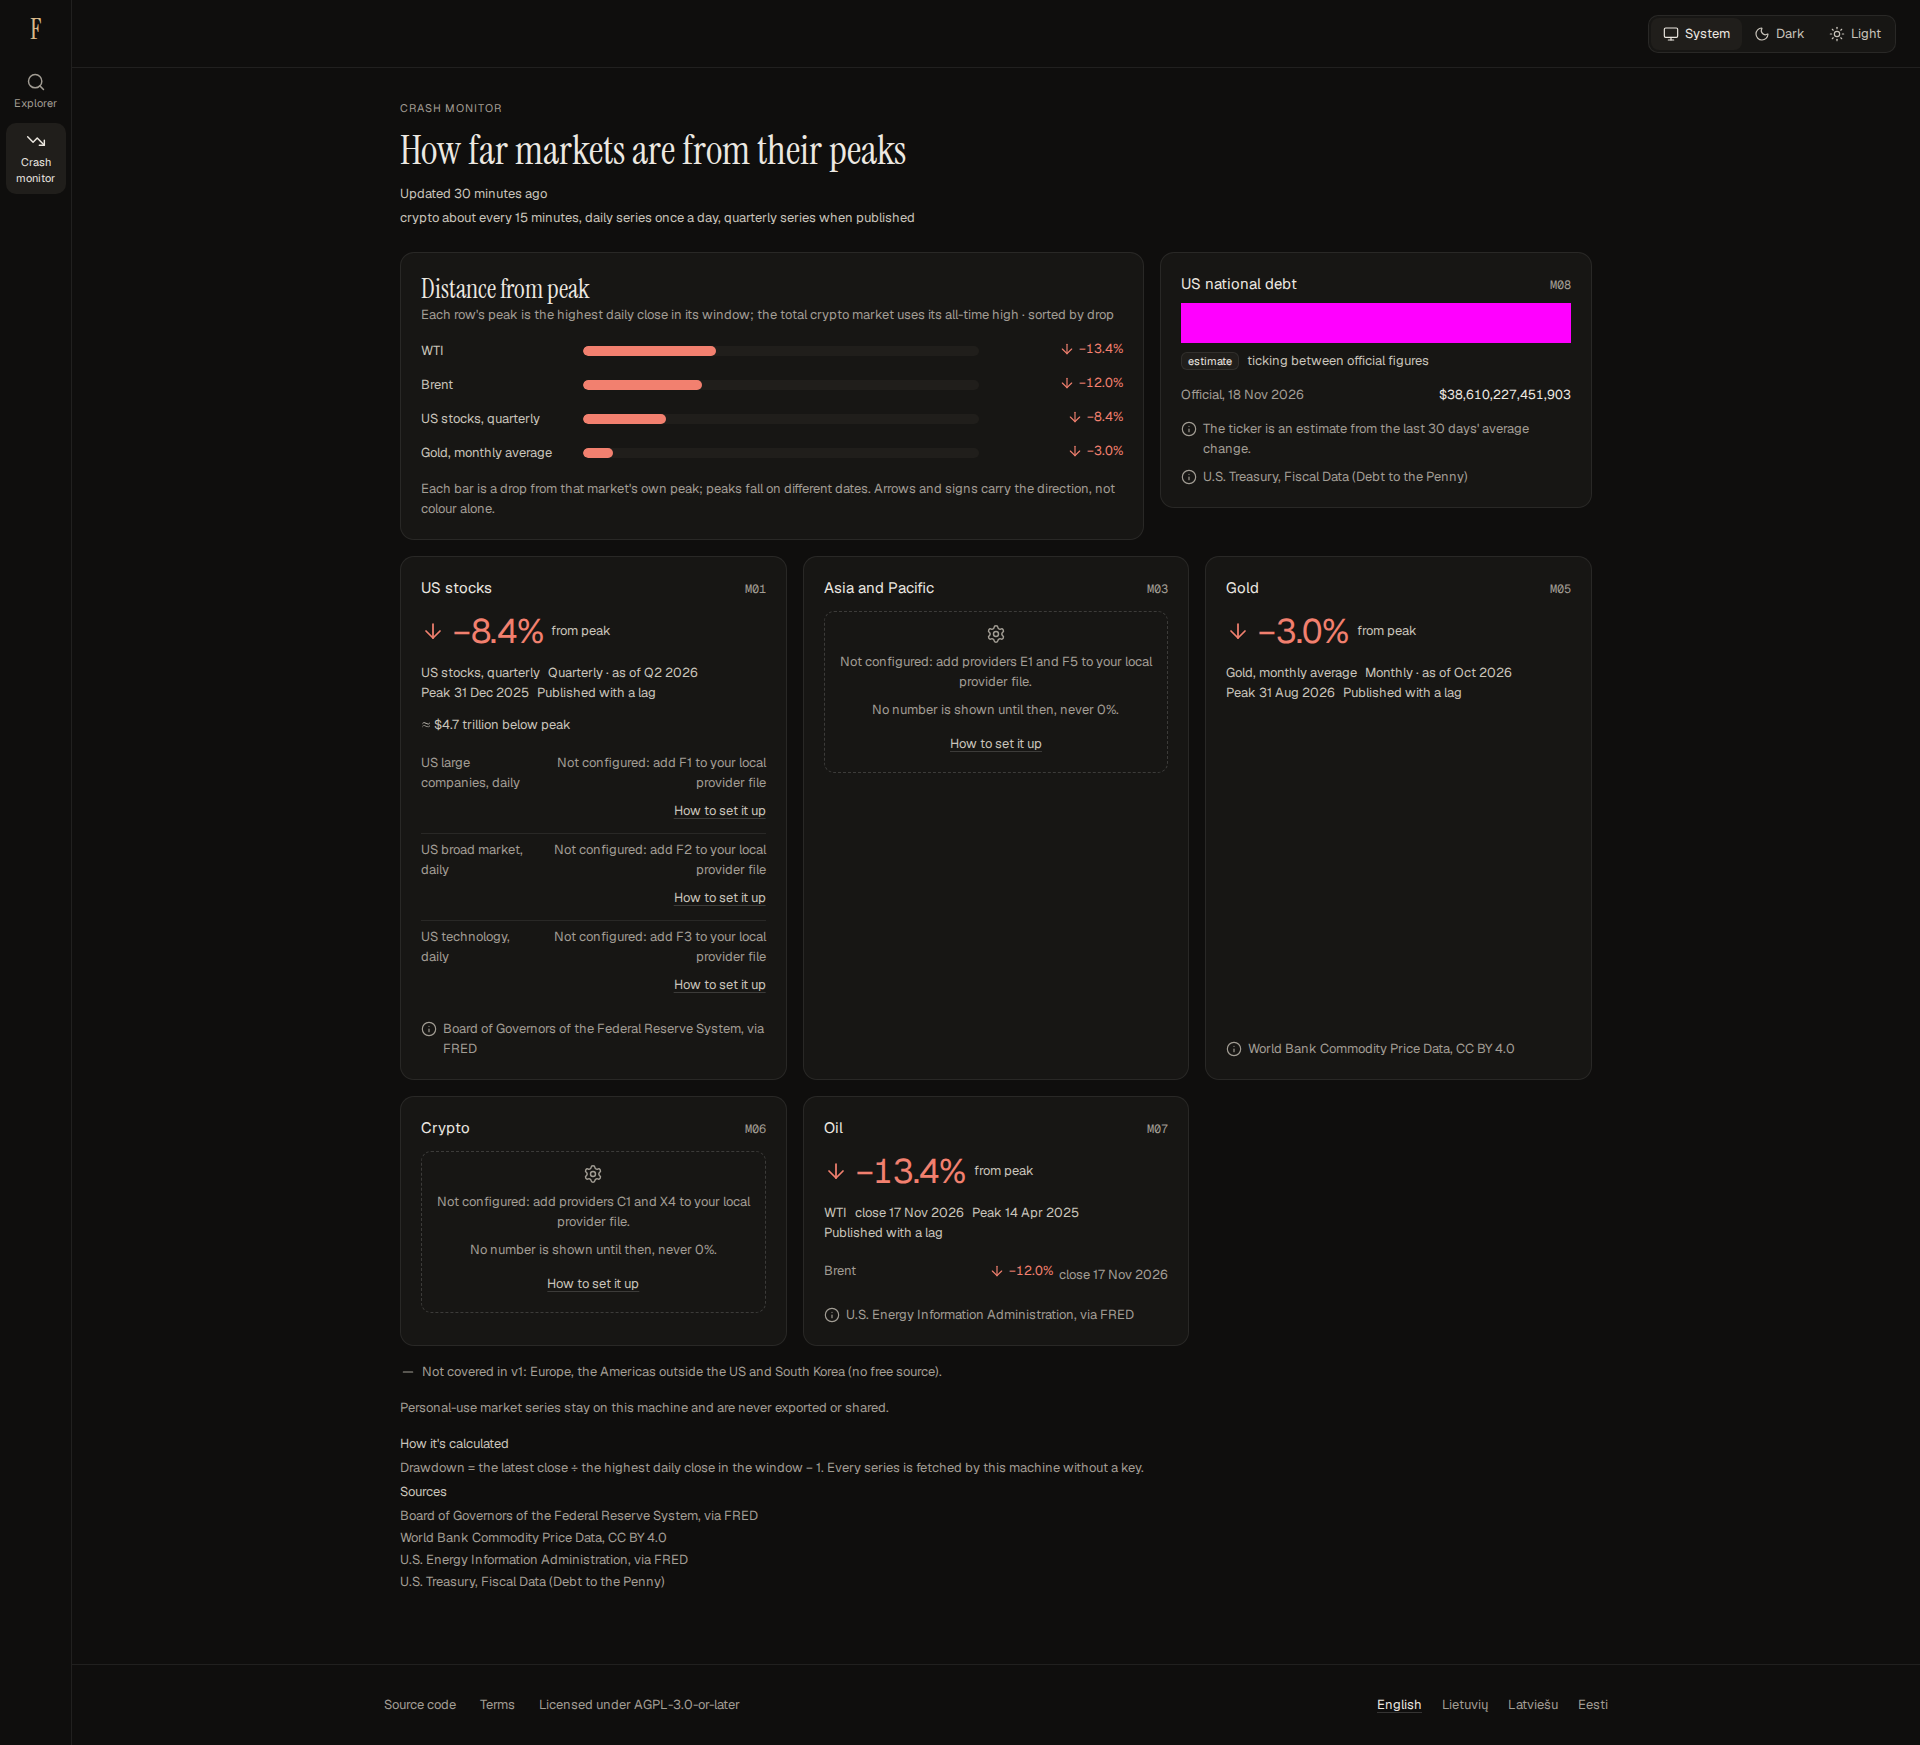 F
Explorer
Crash
monitor
System
Dark
Light
CRASH MONITOR
How far markets are from their peaks
Updated 30 minutes ago
crypto about every 15 minutes, daily series once a day, quarterly series when published
Distance from peak
Each row's peak is the highest daily close in its window; the total crypto market uses its all-time high · sorted by drop
WTI −13.4%
Brent −12.0%
US stocks, quarterly −8.4%
Gold, monthly average −3.0%
Each bar is a drop from that market's own peak; peaks fall on different dates. Arrows and signs carry the direction, not
colour alone.
US national debt M08
estimate ticking between official figures
Official, 18 Nov 2026 $38,610,227,451,903
The ticker is an estimate from the last 30 days' average
change.
U.S. Treasury, Fiscal Data (Debt to the Penny)
US stocks M01
−8.4% from peak
US stocks, quarterly Quarterly · as of Q2 2026
Peak 31 Dec 2025 Published with a lag
≈ $4.7 trillion below peak
US large Not configured: add F1 to your local
companies, daily provider file
How to set it up
US broad market, Not configured: add F2 to your local
daily provider file
How to set it up
US technology, Not configured: add F3 to your local
daily provider file
How to set it up
Board of Governors of the Federal Reserve System, via
FRED
Asia and Pacific M03
Not configured: add providers E1 and F5 to your local
provider file.
No number is shown until then, never 0%.
How to set it up
Gold M05
−3.0% from peak
Gold, monthly average Monthly · as of Oct 2026
Peak 31 Aug 2026 Published with a lag
World Bank Commodity Price Data, CC BY 4.0
Crypto M06
Not configured: add providers C1 and X4 to your local
provider file.
No number is shown until then, never 0%.
How to set it up
Oil M07
−13.4% from peak
WTI close 17 Nov 2026 Peak 14 Apr 2025
Published with a lag
Brent −12.0% close 17 Nov 2026
U.S. Energy Information Administration, via FRED
— Not covered in v1: Europe, the Americas outside the US and South Korea (no free source).
Personal-use market series stay on this machine and are never exported or shared.
How it's calculated
Drawdown = the latest close ÷ the highest daily close in the window − 1. Every series is fetched by this machine without a key.
Sources
Board of Governors of the Federal Reserve System, via FRED
World Bank Commodity Price Data, CC BY 4.0
U.S. Energy Information Administration, via FRED
U.S. Treasury, Fiscal Data (Debt to the Penny)
Source code Terms Licensed under AGPL-3.0-or-later
English Lietuvių Latviešu Eesti